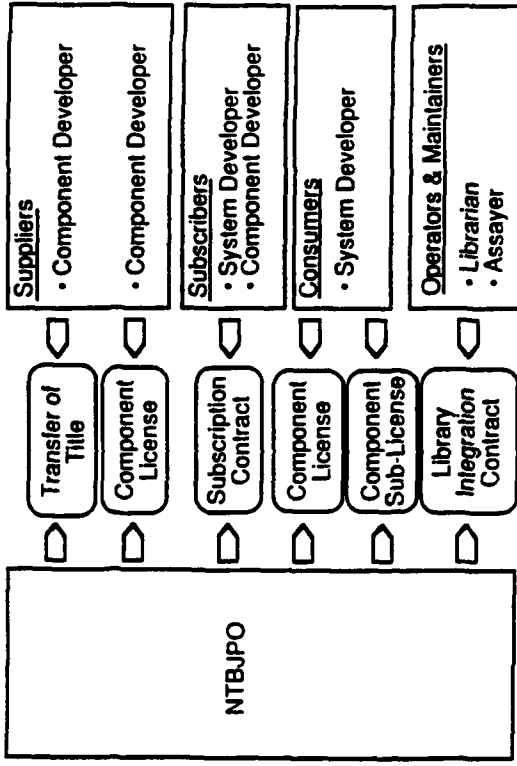 NTBJPO
Transfer of
Title
Component
License
Subscription
Contract
Component
License
Component
Sub-License
Library
Integration
Contract
Suppliers
• Component Developer
• Component Developer
Subscribers
• System Developer
• Component Developer
Consumers
• System Developer
Operators & Maintainers
• Librarian
• Assayer